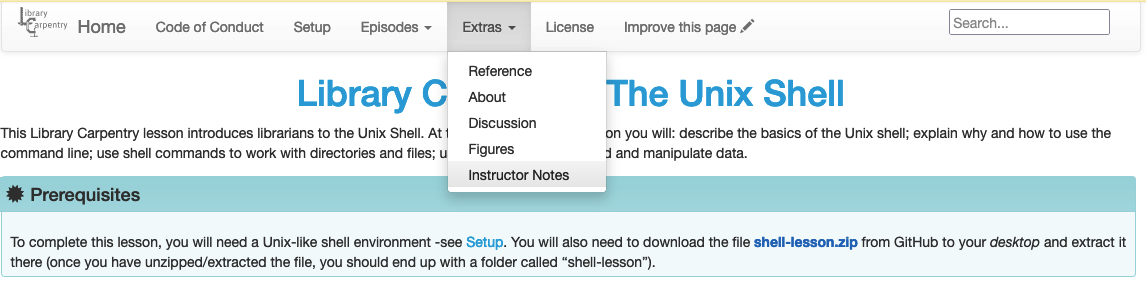 Library Carpentry
Home Code of Conduct Setup Episodes Extras License Improve this page Search...
Reference
About
Discussion
Figures
Instructor Notes
Library C The Unix Shell
This Library Carpentry lesson introduces librarians to the Unix Shell. At on you will: describe the basics of the Unix shell; explain why and how to use the
command line; use shell commands to work with directories and files; and manipulate data.
Prerequisites
To complete this lesson, you will need a Unix-like shell environment -see Setup. You will also need to download the file shell-lesson.zip from GitHub to your desktop and extract it
there (once you have unzipped/extracted the file, you should end up with a folder called “shell-lesson”).